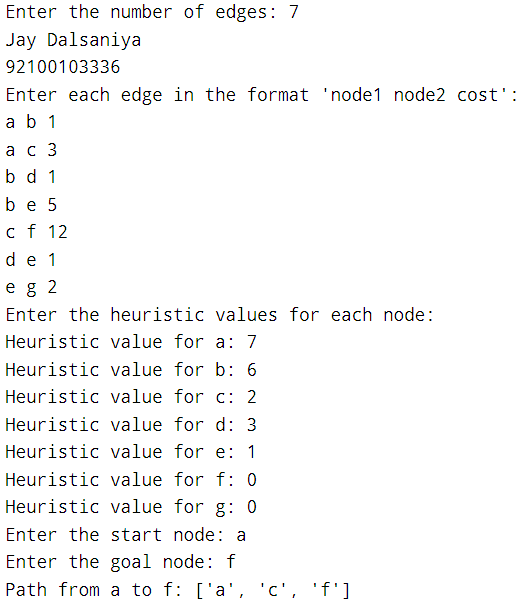 Enter the number of edges: 7
Jay Dalsaniya
92100103336
Enter each edge in the format 'node1 node2 cost':
a b 1
a c 3
b d 1
b e 5
c f 12
d e 1
e g 2
Enter the heuristic values for each node:
Heuristic value for a: 7
Heuristic value for b: 6
Heuristic value for c: 2
Heuristic value for d: 3
Heuristic value for e: 1
Heuristic value for f: 0
Heuristic value for g: 0
Enter the start node: a
Enter the goal node: f
Path from a to f: ['a', 'c', 'f']